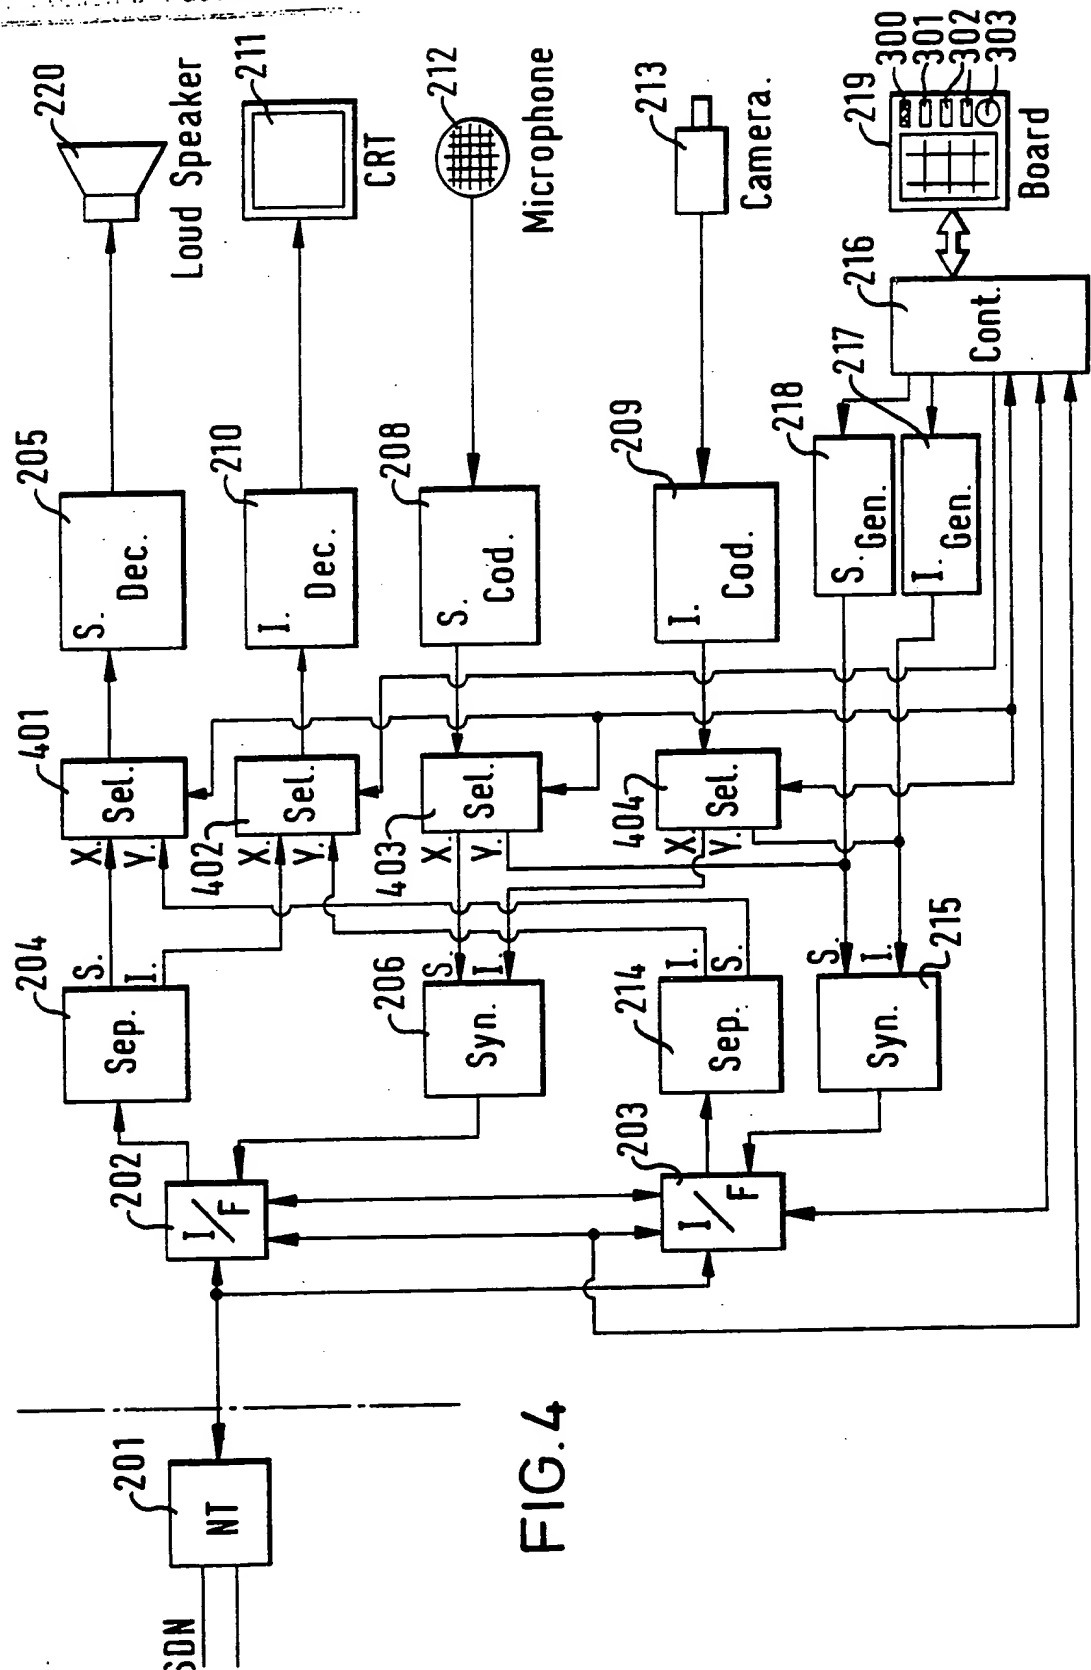 220
Loud Speaker
211
CRT
212
Microphone
213
Camera.
300
301
302
303
219
Board
205
S.
Dec.
210
I.
Dec.
208
S.
Cod.
209
I.
Cod.
218
S.
Gen.
217
I.
Gen.
216
Cont.
401
Sel.
X.
Y.
402
Sel.
X.
Y.
403
Sel.
X.
Y.
404
Sel.
X.
Y.
204
Sep.
S.
I.
206
Syn.
S.
I.
214
Sep.
I.
S.
215
Syn.
S.
I.
202
I/F
203
I/F
201
NT
SDN
FIG. 4